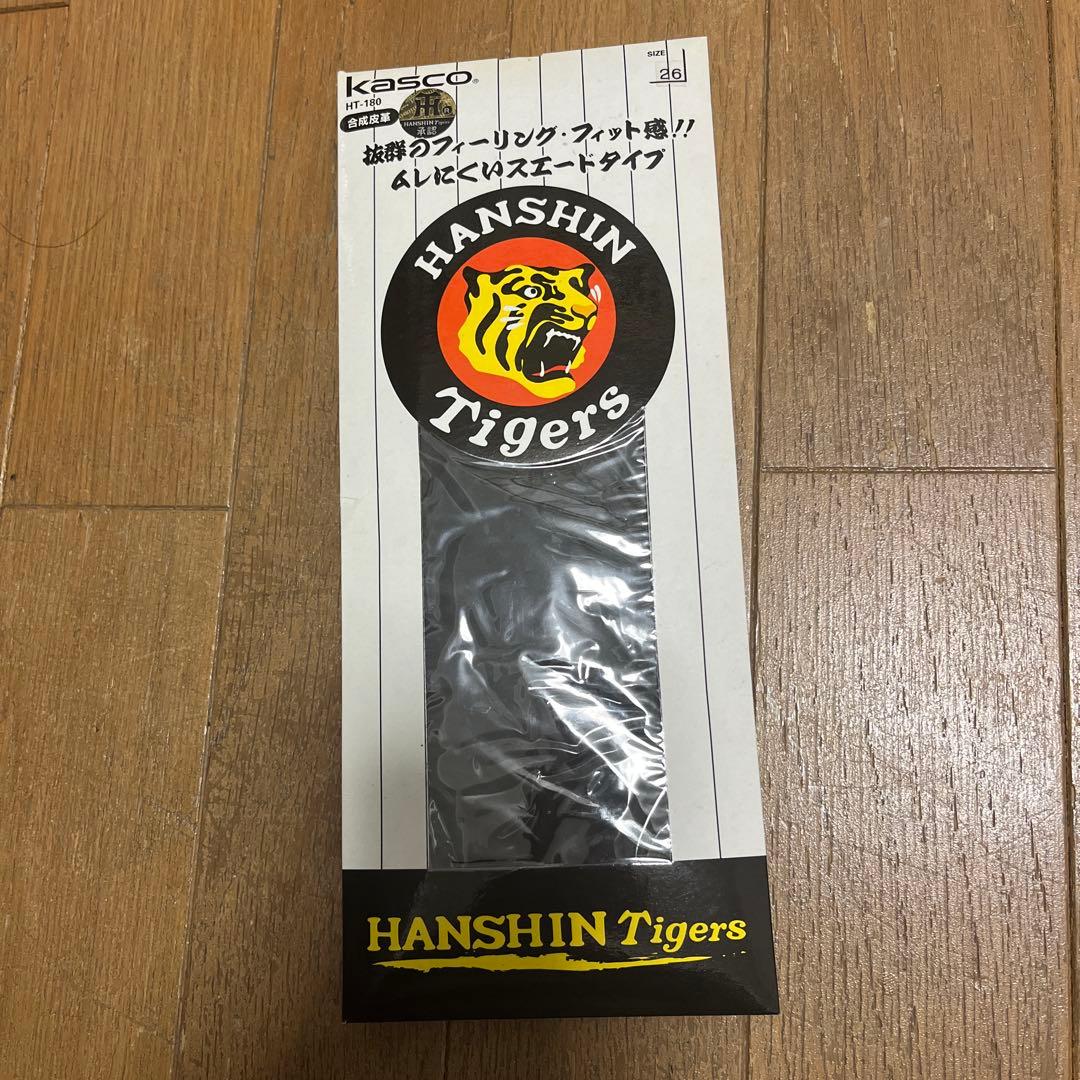 Kasco®
SIZE
26
HT-180
合成皮革
HANSHIN Tigers
承認
抜群のフィーリング・フィット感!!
ムレにくいスエードタイプ
HANSHIN
Tigers
HANSHIN Tigers